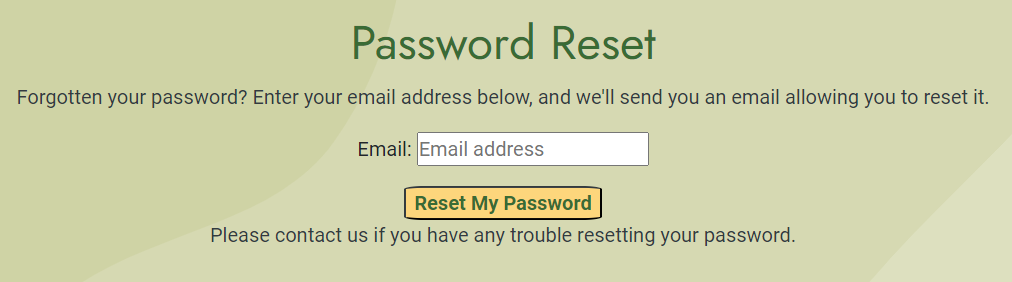 Password Reset
Forgotten your password? Enter your email address below, and we'll send you an email allowing you to reset it.
Email: Email address
Reset My Password
Please contact us if you have any trouble resetting your password.